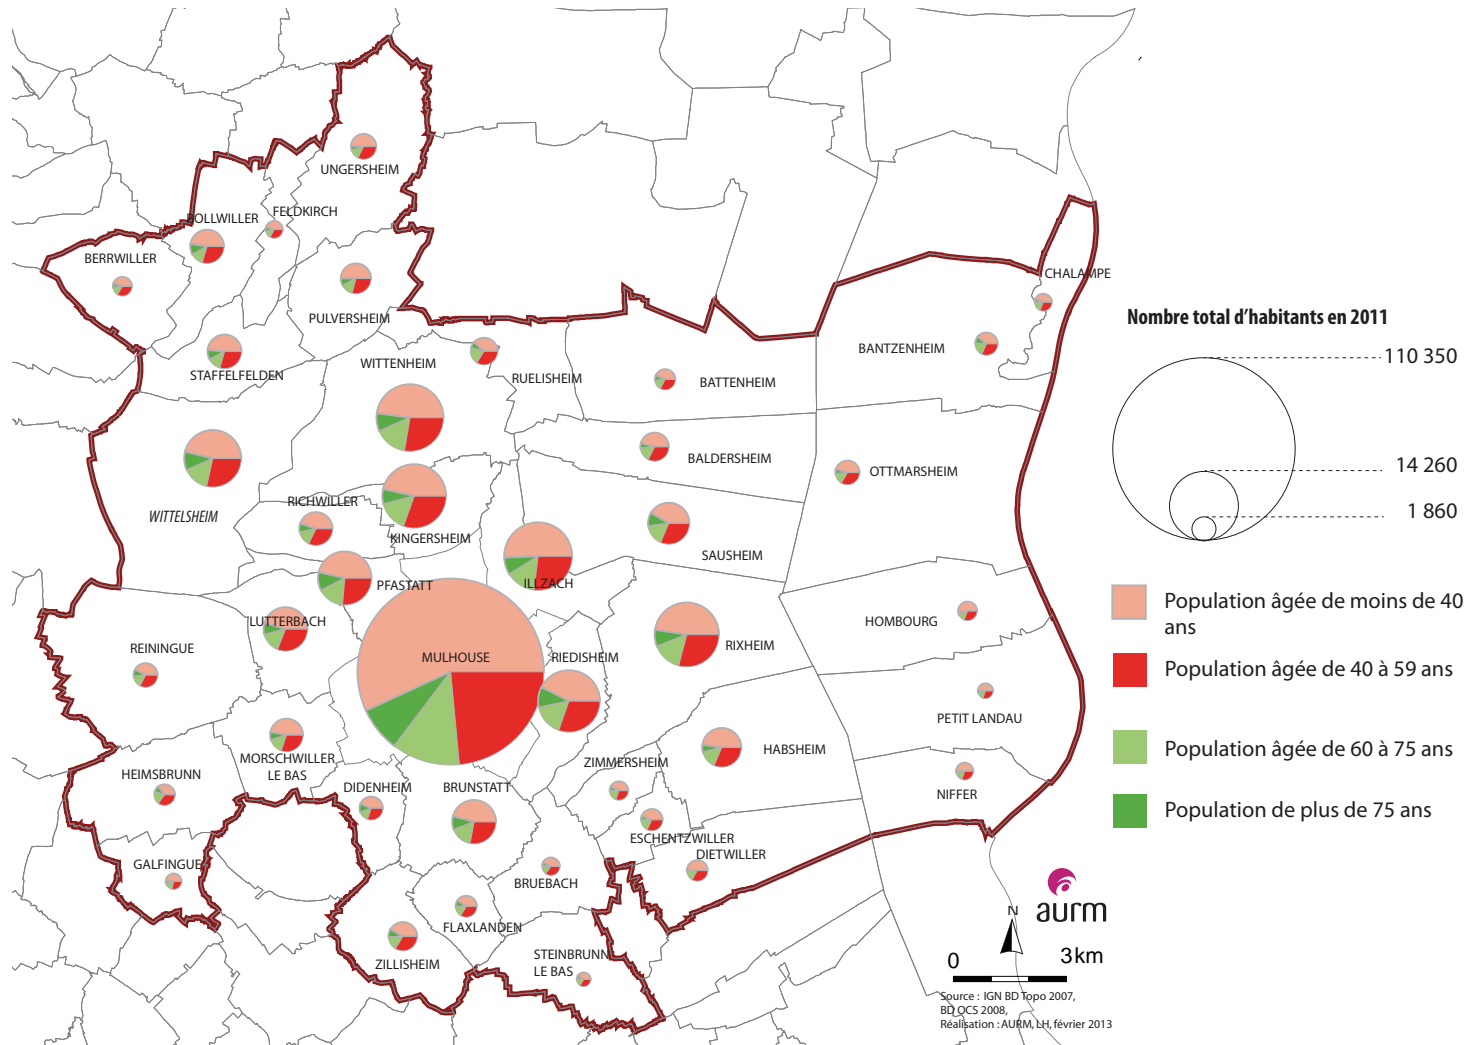 UNGERSHEIM
BOLLWILLER
FELDKIRCH
BERRWILLER
CHALAMPE
PULVERSHEIM
Nombre total d'habitants en 2011
110 350
14 260
1 860
BANTZENHEIM
WITTENHEIM
STAFFELFELDEN
RUELISHEIM
BATTENHEIM
BALDERSHEIM
OTTMARSHEIM
RICHWILLER
WITTELSHEIM
KINGERSHEIM
SAUSHEIM
PFASTATT
ILLZACH
Population âgée de moins de 40
ans
LUTTERBACH
HOMBOURG
REININGUE
MULHOUSE
RIEDISHEIM
RIXHEIM
Population âgée de 40 à 59 ans
PETIT LANDAU
Population âgée de 60 à 75 ans
HABSHEIM
MORSCHWILLER
LE BAS
ZIMMERSHEIM
HEIMSBRUNN
DIDENHEIM
BRUNSTATT
NIFFER
Population de plus de 75 ans
ESCHENTZWILLER
DIETWILLER
GALFINGUE
BRUEBACH
FLAXLANDEN
ZILLISHEIM
STEINBRUNN
LE BAS
aurm
N
0 3 km
Source : IGN BD Topo 2007,
BD OCS 2008,
Réalisation : AURM, LH, février 2013